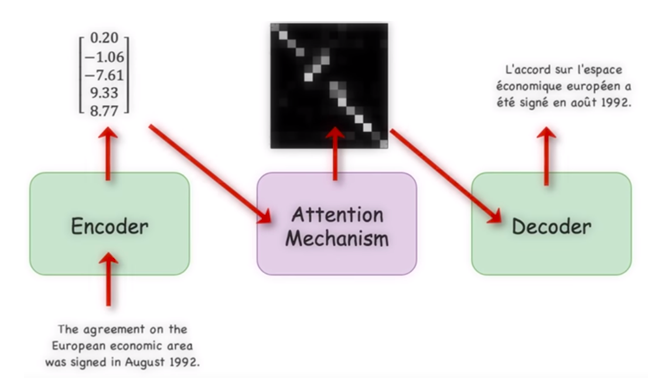 0.20
−1.06
−7.61
9.33
8.77
L'accord sur l'espace
économique européen a
été signé en août 1992.
Encoder
Attention
Mechanism
Decoder
The agreement on the
European economic area
was signed in August 1992.